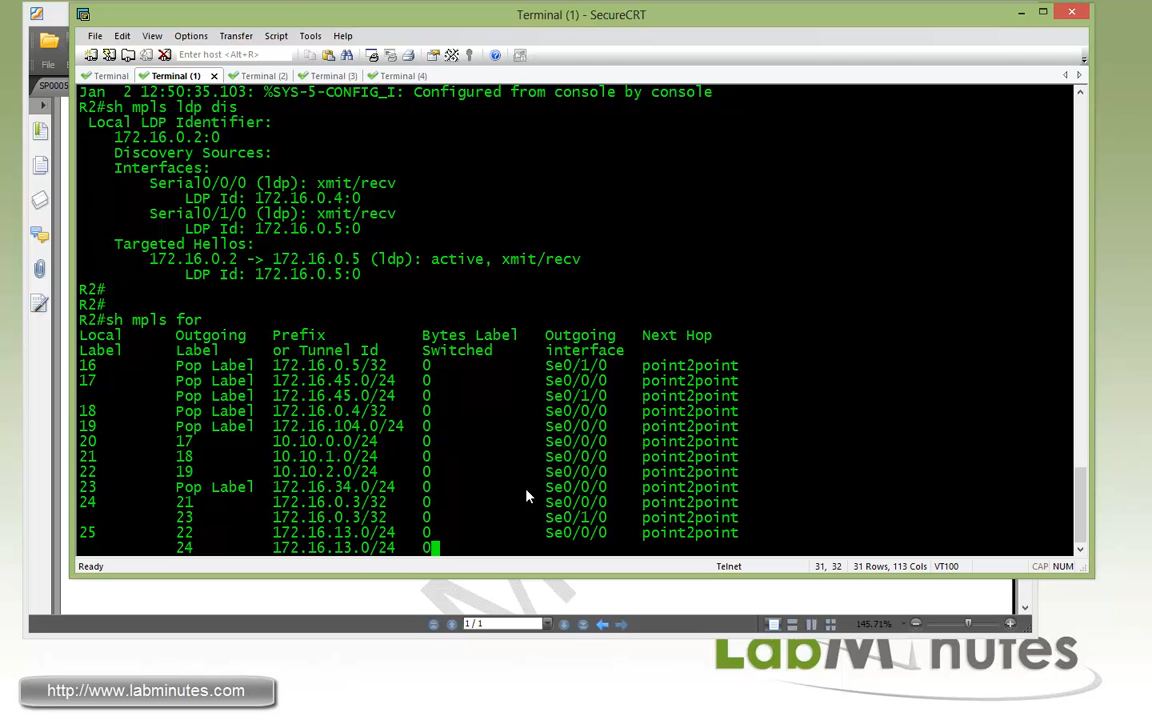 Terminal (1) - SecureCRT
File Edit View Options Transfer Script Tools Help
Enter host <Alt+R>
File
SP0005
Terminal Terminal (1) Terminal (2) Terminal (3) Terminal (4)
Jan  2 12:50:35.103: %SYS-5-CONFIG_I: Configured from console by console
R2#sh mpls ldp dis
Local LDP Identifier:
172.16.0.2:0
Discovery Sources:
Interfaces:
Serial0/0/0 (ldp): xmit/recv
LDP Id: 172.16.0.4:0
Serial0/1/0 (ldp): xmit/recv
LDP Id: 172.16.0.5:0
Targeted Hellos:
172.16.0.2 -> 172.16.0.5 (ldp): active, xmit/recv
LDP Id: 172.16.0.5:0
R2#
R2#
R2#sh mpls for
Local Outgoing Prefix Bytes Label Outgoing Next Hop
Label Label or Tunnel Id Switched interface
16 Pop Label 172.16.0.5/32 0 Se0/1/0 point2point
17 Pop Label 172.16.45.0/24 0 Se0/0/0 point2point
Pop Label 172.16.45.0/24 0 Se0/1/0 point2point
18 Pop Label 172.16.0.4/32 0 Se0/0/0 point2point
19 Pop Label 172.16.104.0/24 0 Se0/0/0 point2point
20 17 10.10.0.0/24 0 Se0/0/0 point2point
21 18 10.10.1.0/24 0 Se0/0/0 point2point
22 19 10.10.2.0/24 0 Se0/0/0 point2point
23 Pop Label 172.16.34.0/24 0 Se0/0/0 point2point
24 21 172.16.0.3/32 0 Se0/0/0 point2point
23 172.16.0.3/32 0 Se0/1/0 point2point
25 22 172.16.13.0/24 0 Se0/0/0 point2point
24 172.16.13.0/24 0
Ready Telnet 31, 32 31 Rows, 113 Cols VT100 CAP NUM
1 / 1 145.71%
LabMinutes
http://www.labminutes.com